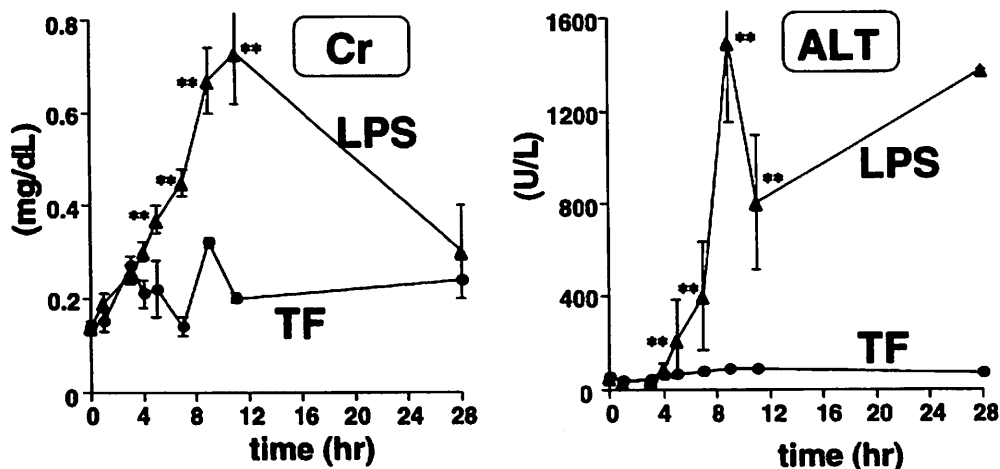 Cr
(mg/dL)
0.8
0.6
0.4
0.2
0
**
**
**
**
**
LPS
TF
0 4 8 12 16 20 24 28
time (hr)
ALT
(U/L)
1600
1200
800
400
0
**
**
**
**
LPS
TF
0 4 8 12 16 20 24 28
time (hr)